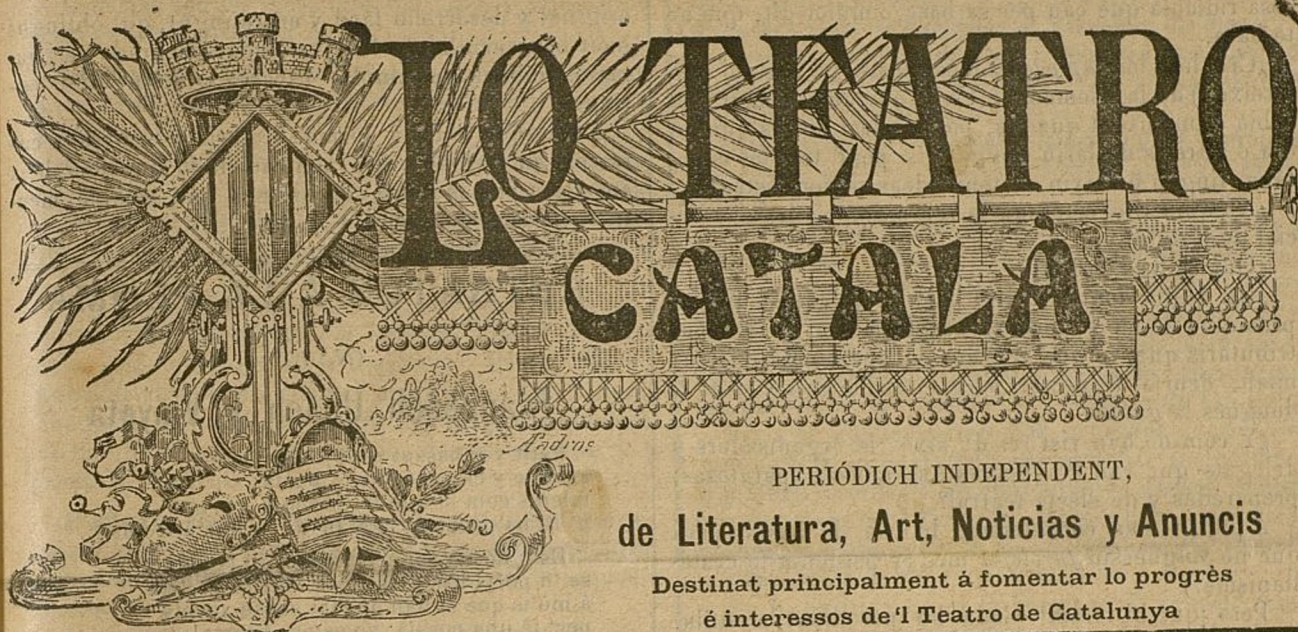 LO TEATRO
CATALÀ
PERIÓDICH INDEPENDENT,
de Literatura, Art, Noticias y Anuncis
Destinat principalment á fomentar lo progrès
é interessos de'l Teatro de Catalunya